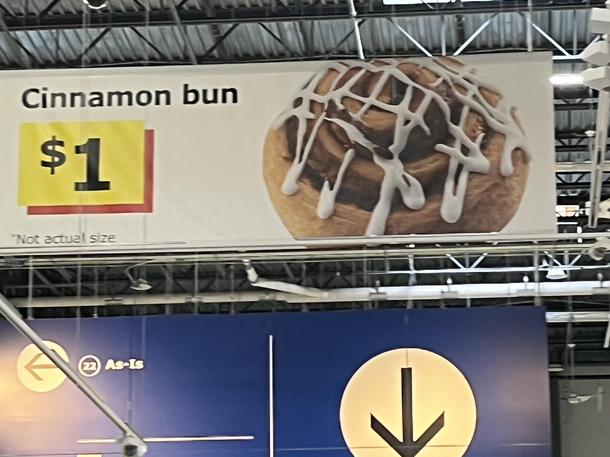 Cinnamon bun
$1
*Not actual size
22 As-Is